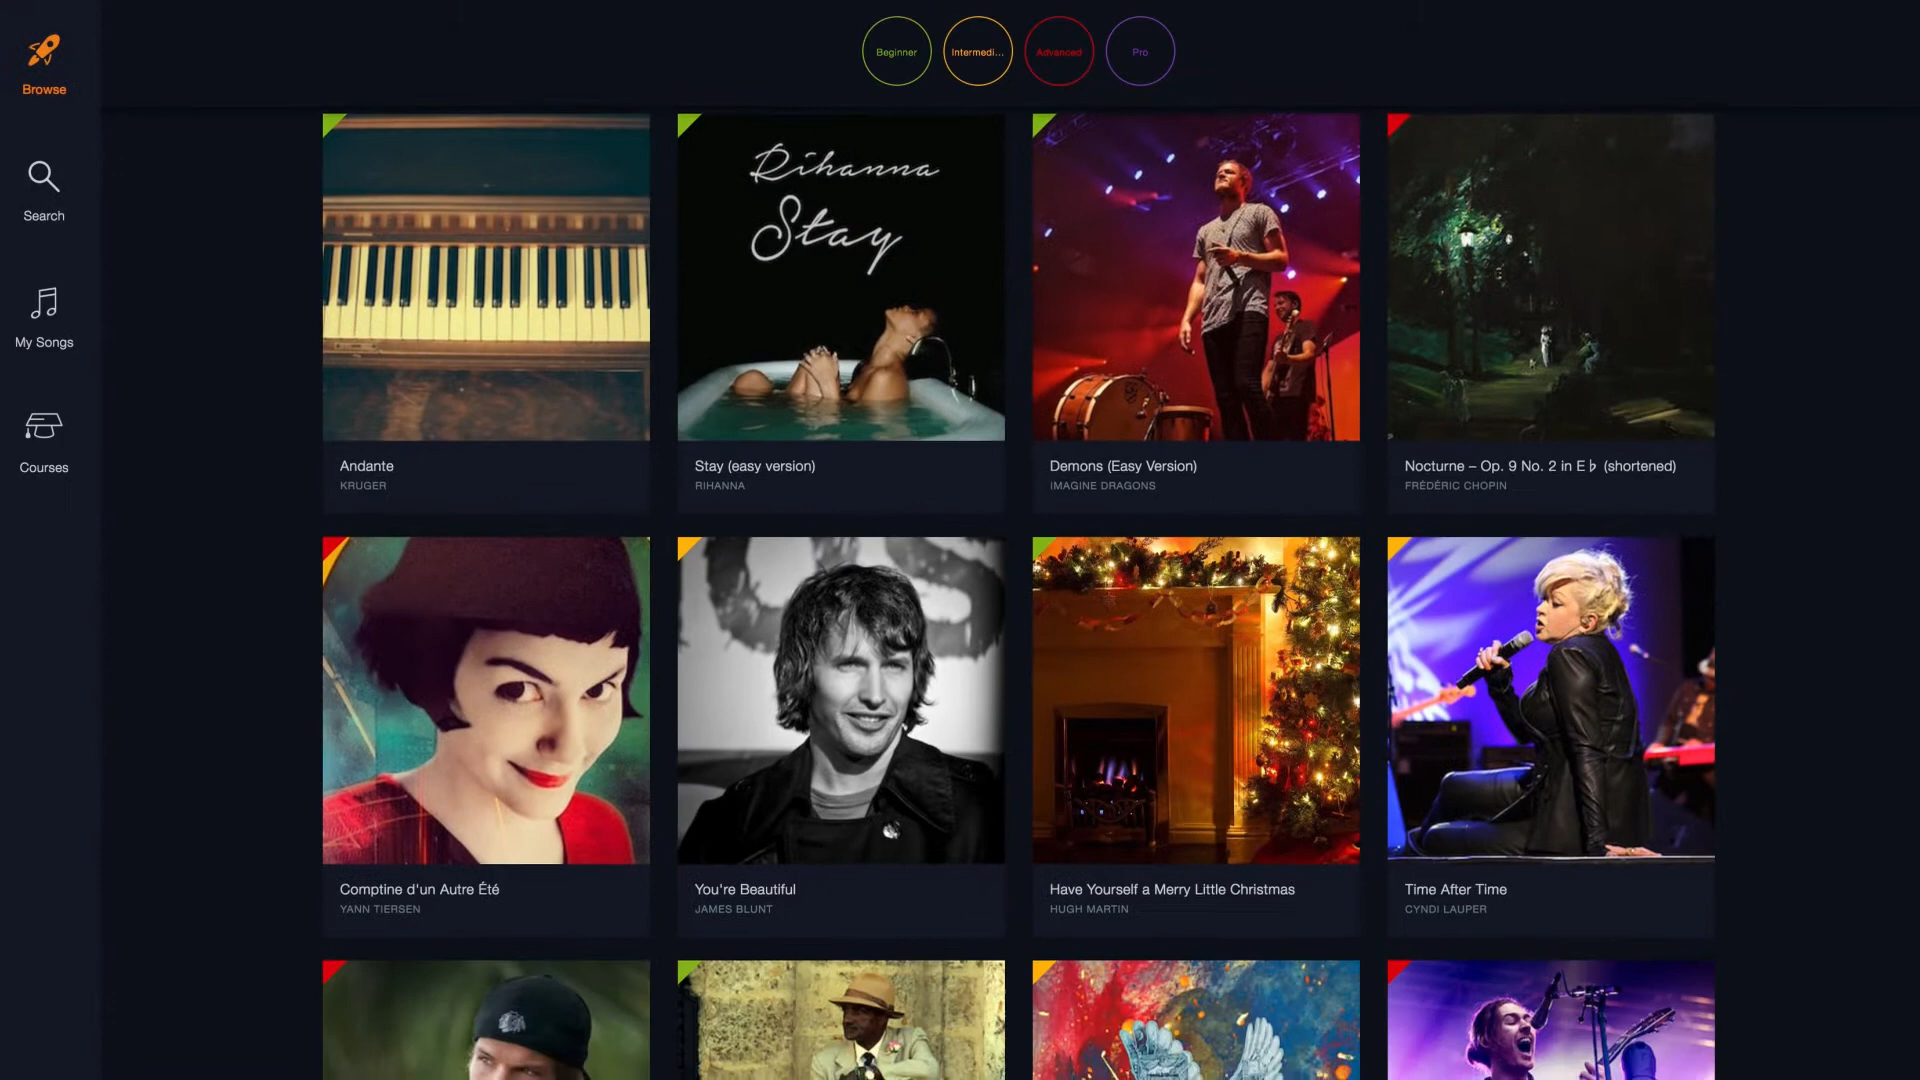 Browse
Search
My Songs
Courses
Beginner
Intermedi...
Advanced
Pro
Rihanna
Stay
Andante
KRUGER
Stay (easy version)
RIHANNA
Demons (Easy Version)
IMAGINE DRAGONS
Nocturne – Op. 9 No. 2 in E♭ (shortened)
FRÉDÉRIC CHOPIN
Comptine d'un Autre Été
YANN TIERSEN
You're Beautiful
JAMES BLUNT
Have Yourself a Merry Little Christmas
HUGH MARTIN
Time After Time
CYNDI LAUPER